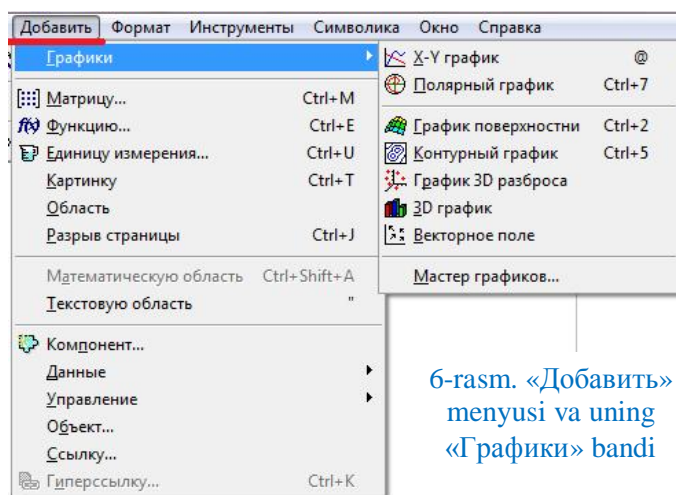 Добавить Формат Инструменты Символика Окно Справка
Графики
Матрицу... Ctrl+M
Функцию... Ctrl+E
Единицу измерения... Ctrl+U
Картинку Ctrl+T
Область
Разрыв страницы Ctrl+J
Математическую область Ctrl+Shift+A
Текстовую область "
Компонент...
Данные
Управление
Объект...
Ссылку...
Гиперссылку... Ctrl+K
X-Y график @
Полярный график Ctrl+7
График поверхностни Ctrl+2
Контурный график Ctrl+5
График 3D разброса
3D график
Векторное поле
Мастер графиков...
6-rasm. «Добавить»
menyusi va uning
«Графики» bandi